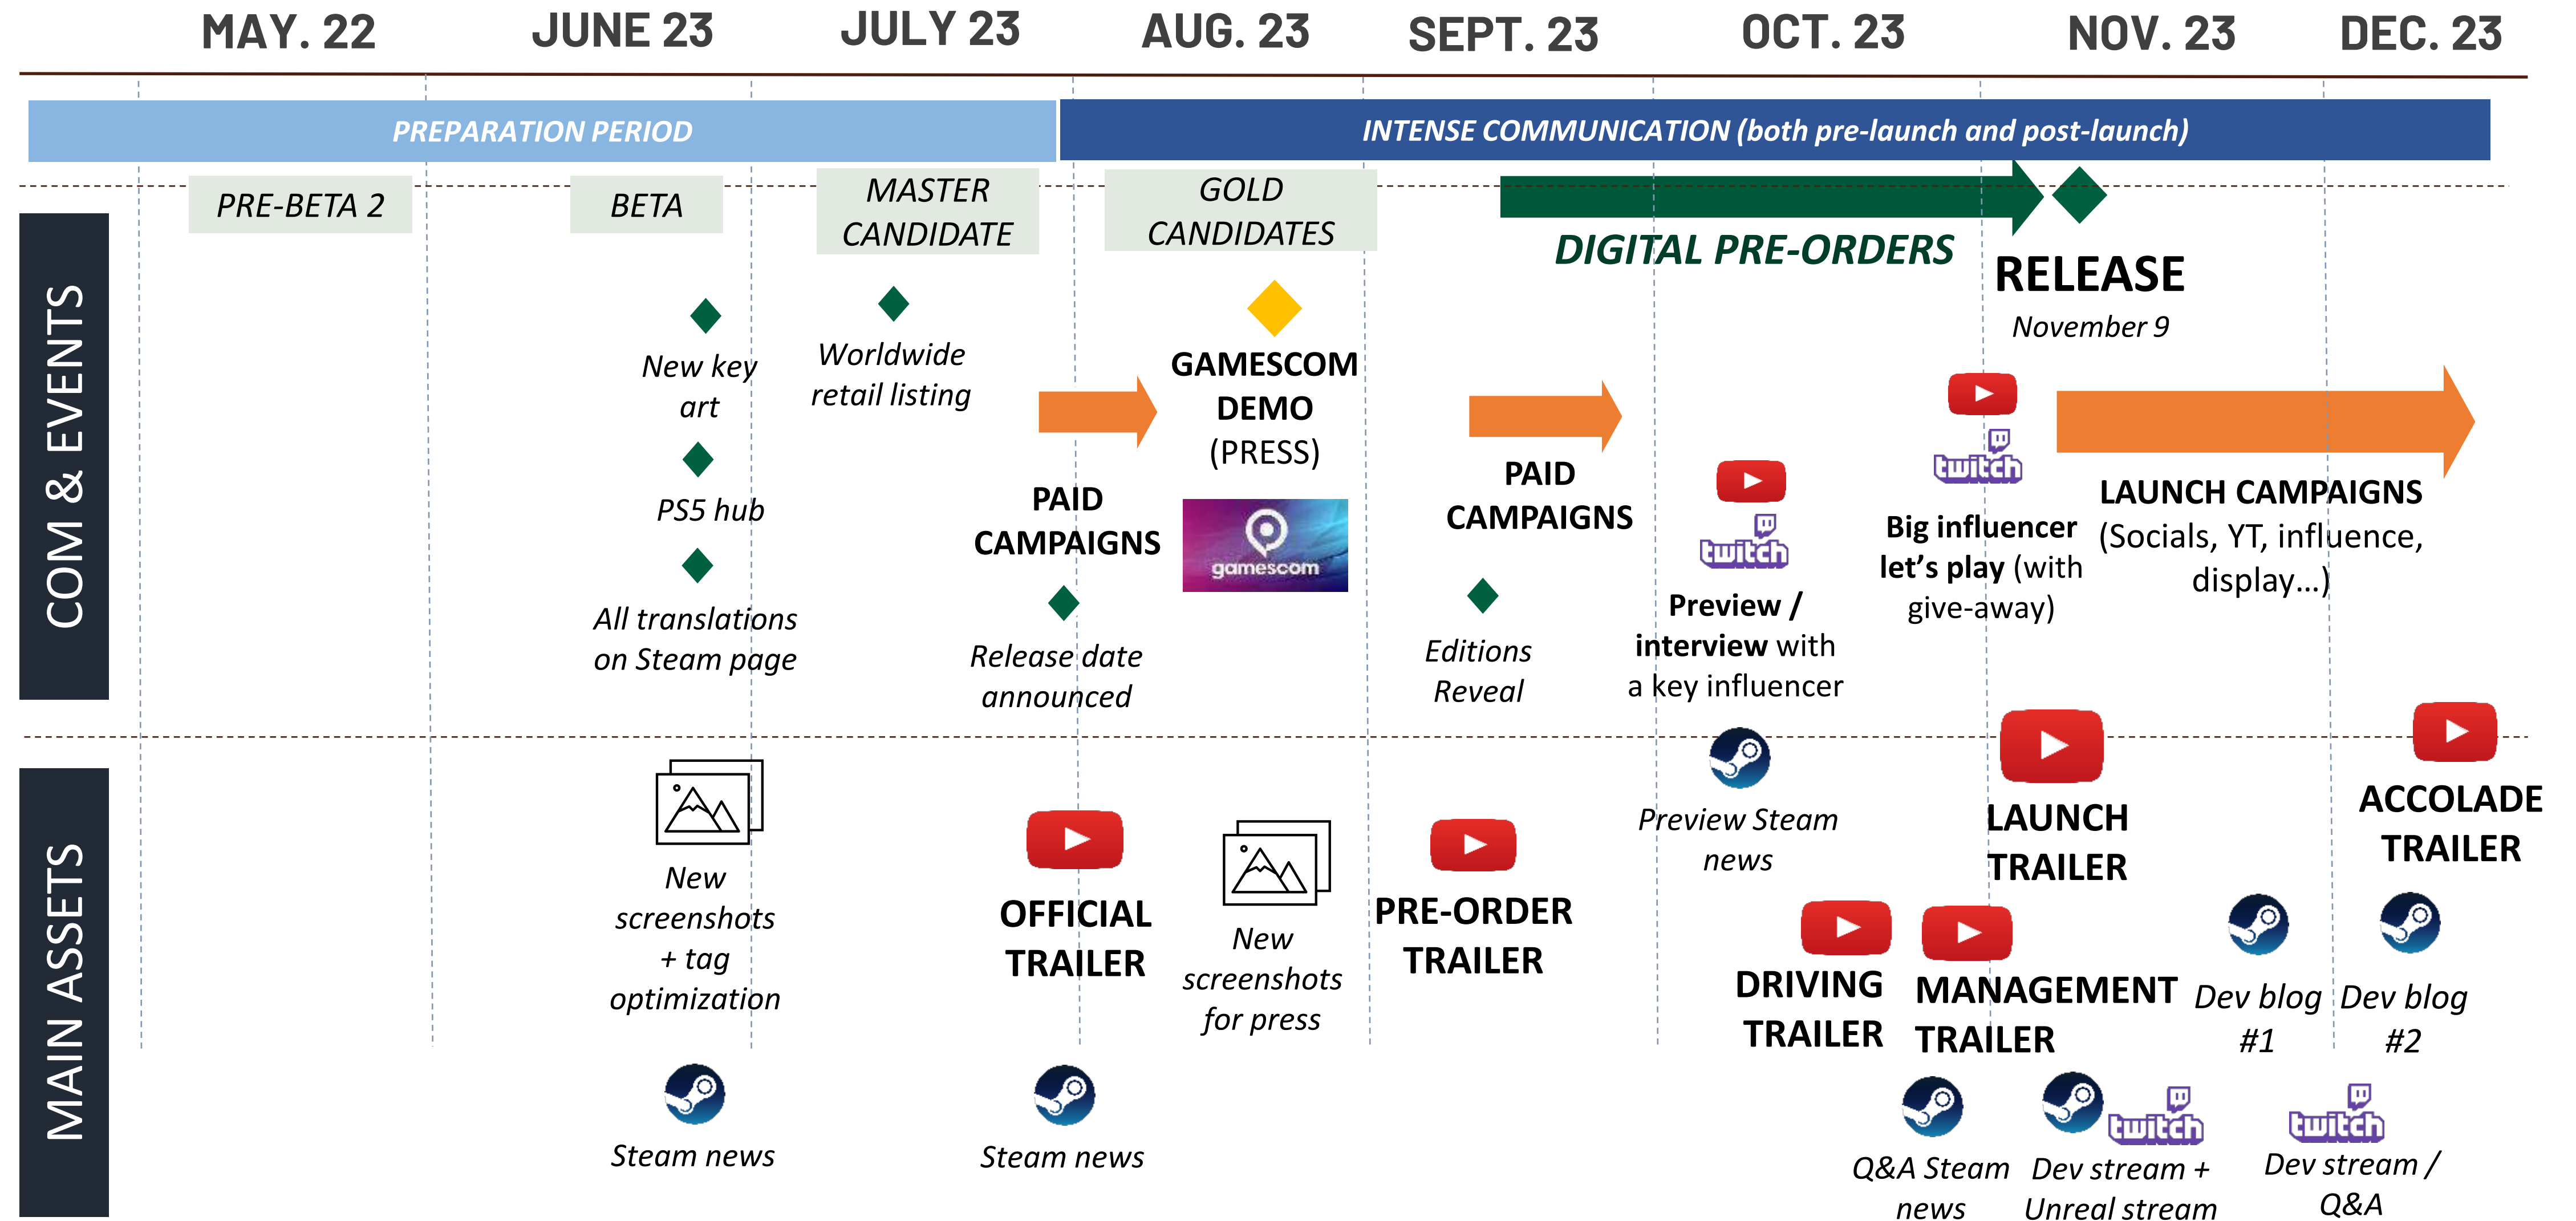 MAY. 22
JUNE 23
JULY 23
AUG. 23
SEPT. 23
OCT. 23
NOV. 23
DEC. 23
PREPARATION PERIOD
INTENSE COMMUNICATION (both pre-launch and post-launch)
COM & EVENTS
PRE-BETA 2
BETA
MASTER
CANDIDATE
GOLD
CANDIDATES
DIGITAL PRE-ORDERS
RELEASE
November 9
New key
art
PS5 hub
All translations
on Steam page
Worldwide
retail listing
PAID
CAMPAIGNS
Release date
announced
GAMESCOM
DEMO
(PRESS)
gamescom
PAID
CAMPAIGNS
Editions
Reveal
twitch
Preview /
interview with
a key influencer
twitch
Big influencer
let's play (with
give-away)
LAUNCH CAMPAIGNS
(Socials, YT, influence,
display...)
MAIN ASSETS
New
screenshots
+ tag
optimization
Steam news
OFFICIAL
TRAILER
Steam news
New
screenshots
for press
PRE-ORDER
TRAILER
Preview Steam
news
DRIVING
TRAILER
MANAGEMENT
TRAILER
LAUNCH
TRAILER
ACCOLADE
TRAILER
Dev blog
#1
Dev blog
#2
Q&A Steam
news
twitch
Dev stream +
Unreal stream
twitch
Dev stream /
Q&A